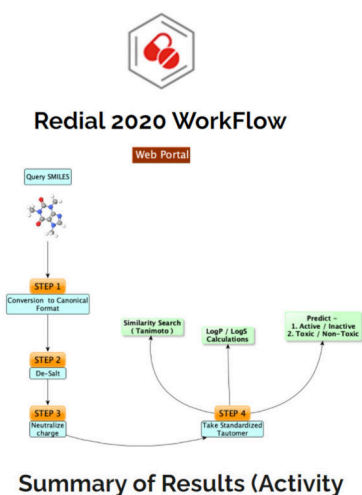 Redial 2020 WorkFlow
Web Portal
Query SMILES
STEP 1
Conversion to Canonical
Format
STEP 2
De-Salt
STEP 3
Neutralize
charge
STEP 4
Take Standardized
Tautomer
Similarity Search
(Tanimoto)
LogP / LogS
Calculations
Predict -
1. Active / Inactive
2. Toxic / Non-Toxic
Summary of Results (Activity